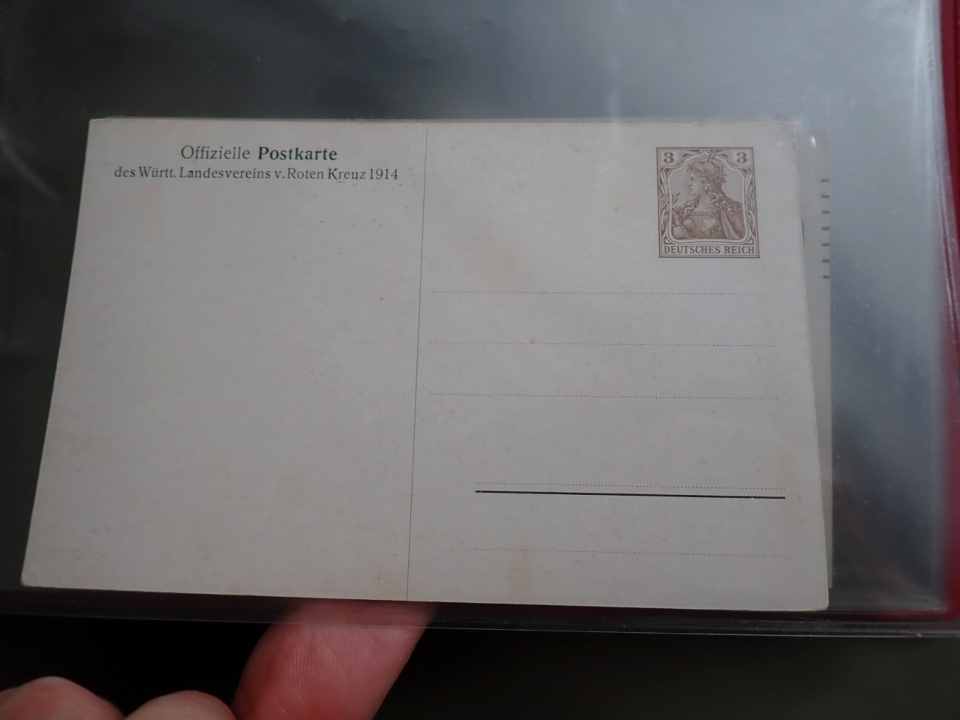 Offizielle Postkarte
des Württ. Landesvereins v. Roten Kreuz 1914
3 3
DEUTSCHES REICH